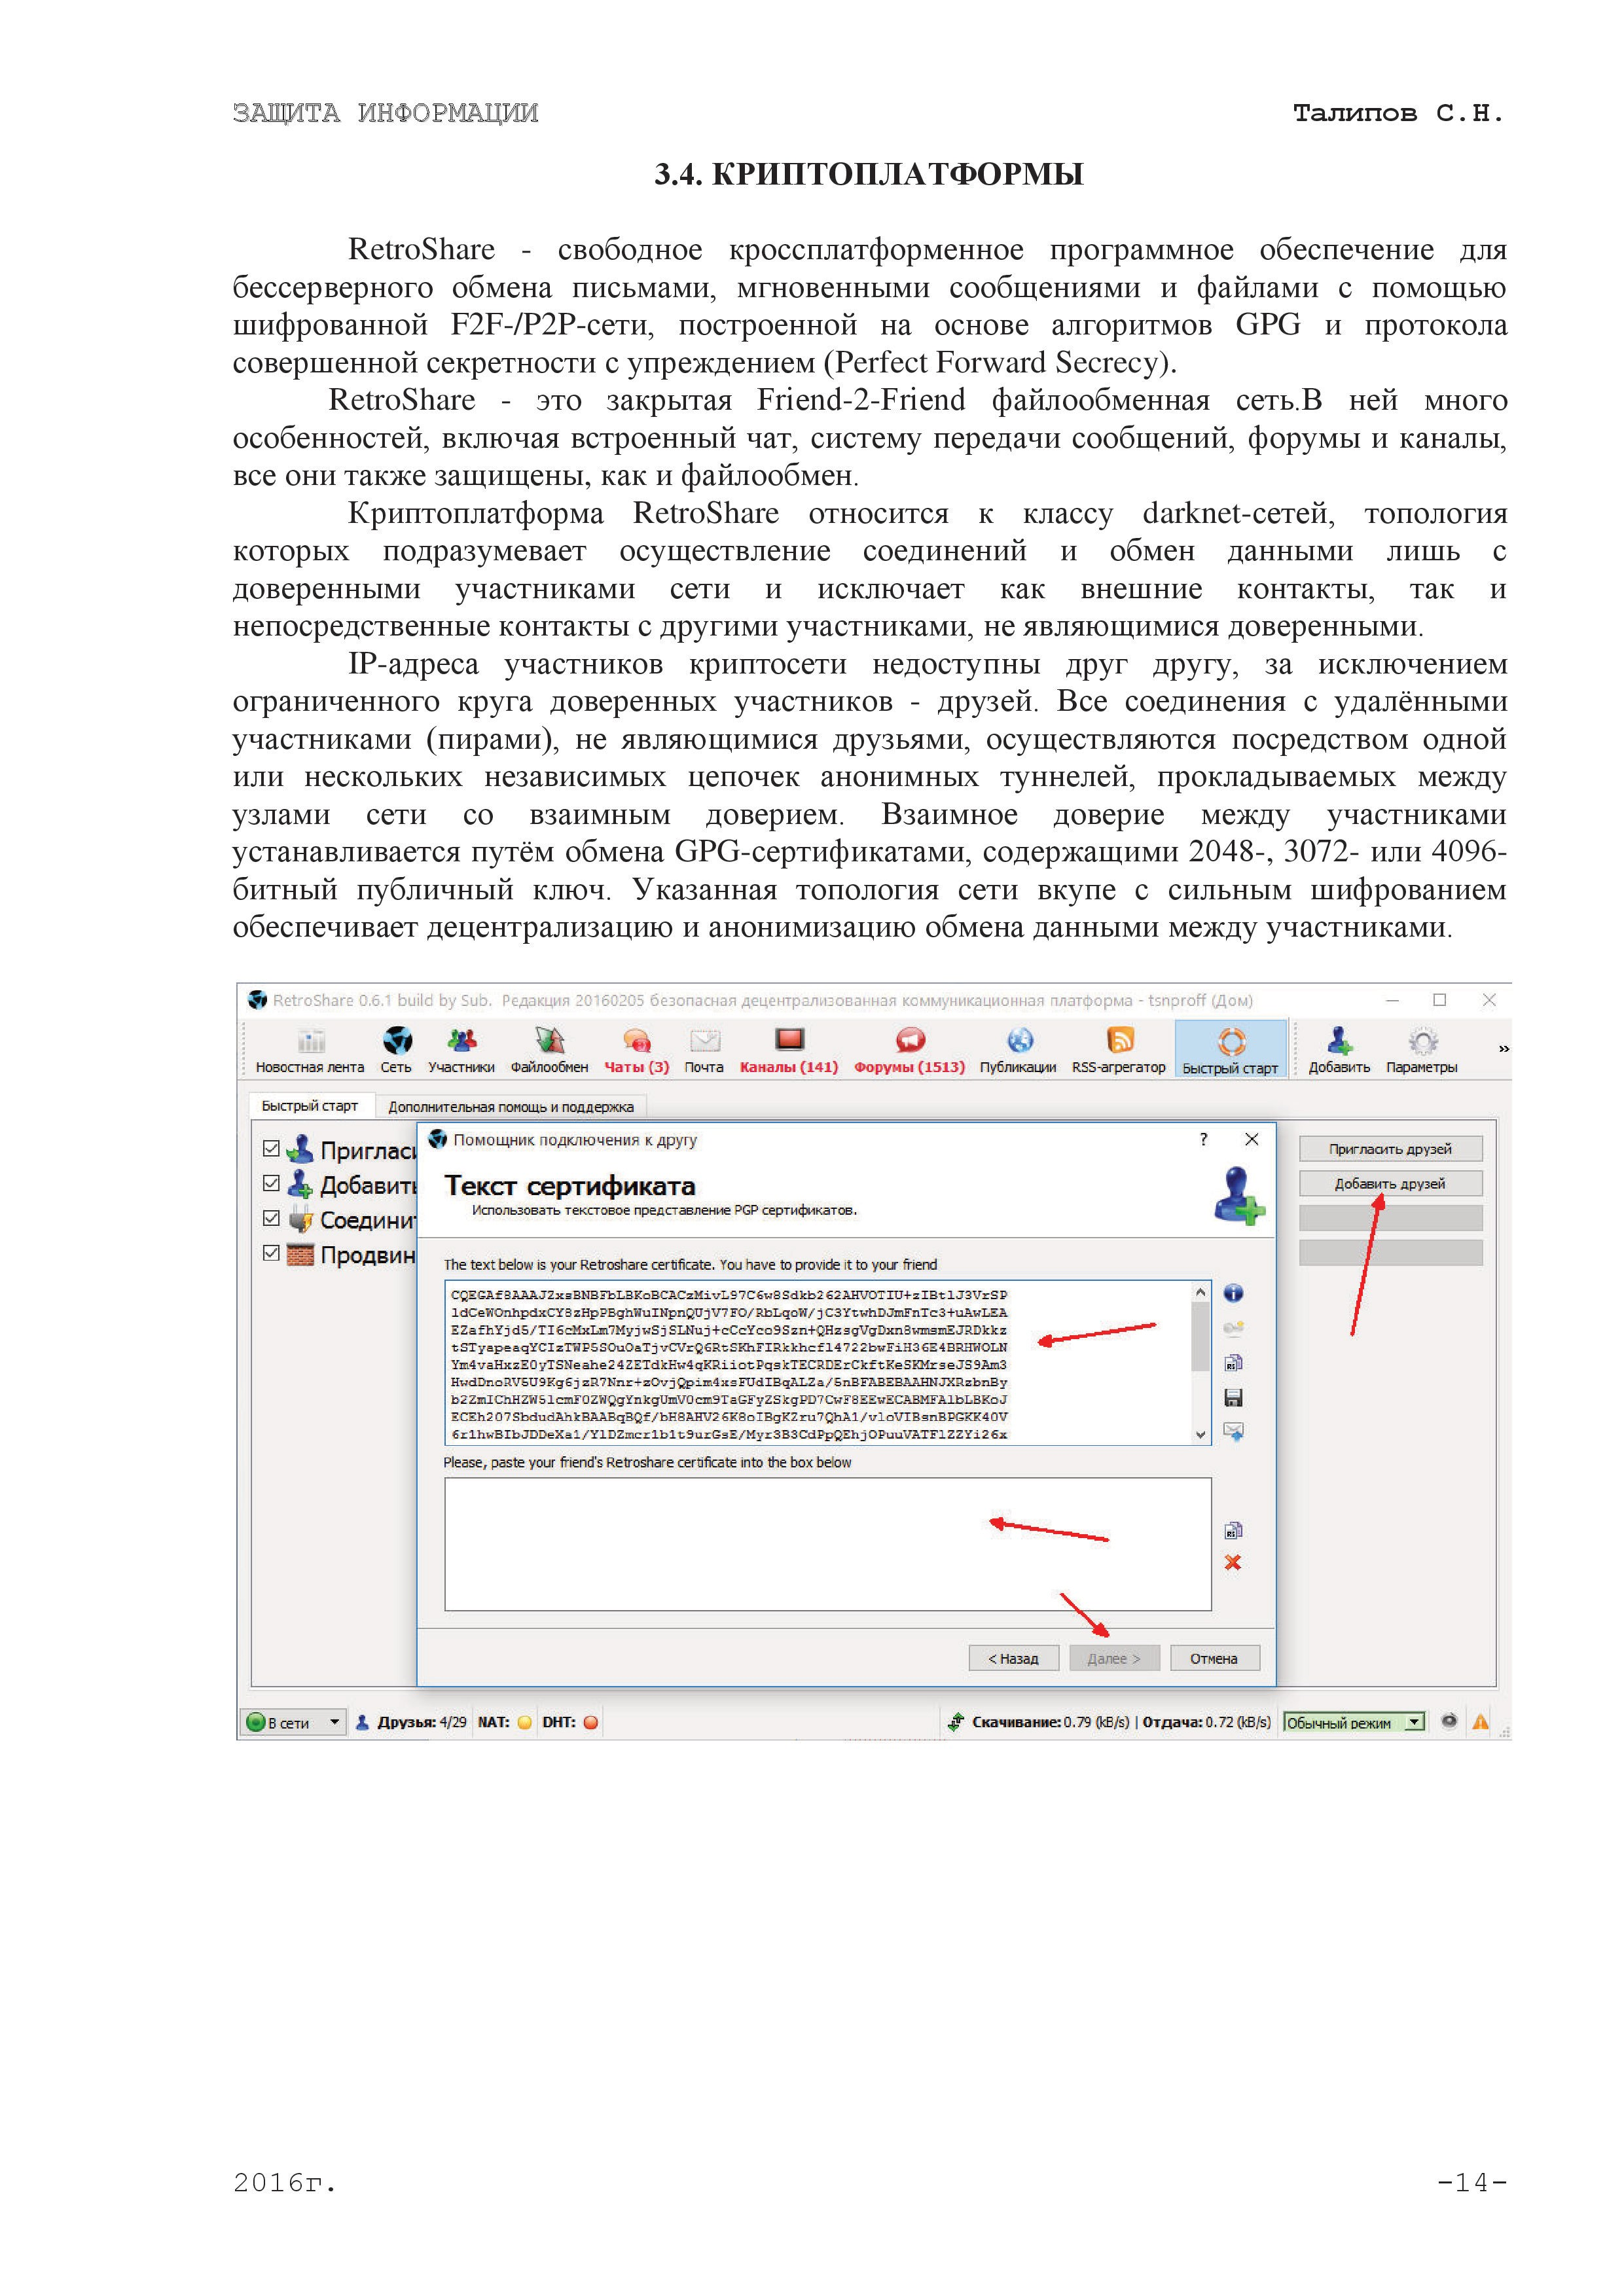 ЗАЩИТА ИНФОРМАЦИИ Талипов С.Н.
3.4. КРИПТОПЛАТФОРМЫ
RetroShare - свободное кроссплатформенное программное обеспечение для
бессерверного обмена письмами, мгновенными сообщениями и файлами с помощью
шифрованной F2F-/P2P-сети, построенной на основе алгоритмов GPG и протокола
совершенной секретности с упреждением (Perfect Forward Secrecy).
RetroShare - это закрытая Friend-2-Friend файлообменная сеть.В ней много
особенностей, включая встроенный чат, систему передачи сообщений, форумы и каналы,
все они также защищены, как и файлообмен.
Криптоплатформа RetroShare относится к классу darknet-сетей, топология
которых подразумевает осуществление соединений и обмен данными лишь с
доверенными участниками сети и исключает как внешние контакты, так и
непосредственные контакты с другими участниками, не являющимися доверенными.
IP-адреса участников криптосети недоступны друг другу, за исключением
ограниченного круга доверенных участников - друзей. Все соединения с удалёнными
участниками (пирами), не являющимися друзьями, осуществляются посредством одной
или нескольких независимых цепочек анонимных туннелей, прокладываемых между
узлами сети со взаимным доверием. Взаимное доверие между участниками
устанавливается путём обмена GPG-сертификатами, содержащими 2048-, 3072- или 4096-
битный публичный ключ. Указанная топология сети вкупе с сильным шифрованием
обеспечивает децентрализацию и анонимизацию обмена данными между участниками.
RetroShare 0.6.1 build by Sub. Редакция 20160205 безопасная децентрализованная коммуникационная платформа - tsnproff (Дом)
Новостная лента Сеть Участники Файлообмен Чаты (3) Почта Каналы (141) Форумы (1513) Публикации RSS-агрегатор Быстрый старт Добавить Параметры »
Быстрый старт Дополнительная помощь и поддержка
Помощник подключения к другу ?
Пригласи
Добавить
Соедини
Продвин
Текст сертификата
Использовать текстовое представление PGP сертификатов.
The text below is your Retroshare certificate. You have to provide it to your friend
Please, paste your friend's Retroshare certificate into the box below
< Назад Далее > Отмена
Пригласить друзей
Добавить друзей
В сети Друзья: 4/29 NAT: DHT: Скачивание: 0.79 (kB/s) | Отдача: 0.72 (kB/s) Обычный режим
2016г. -14-